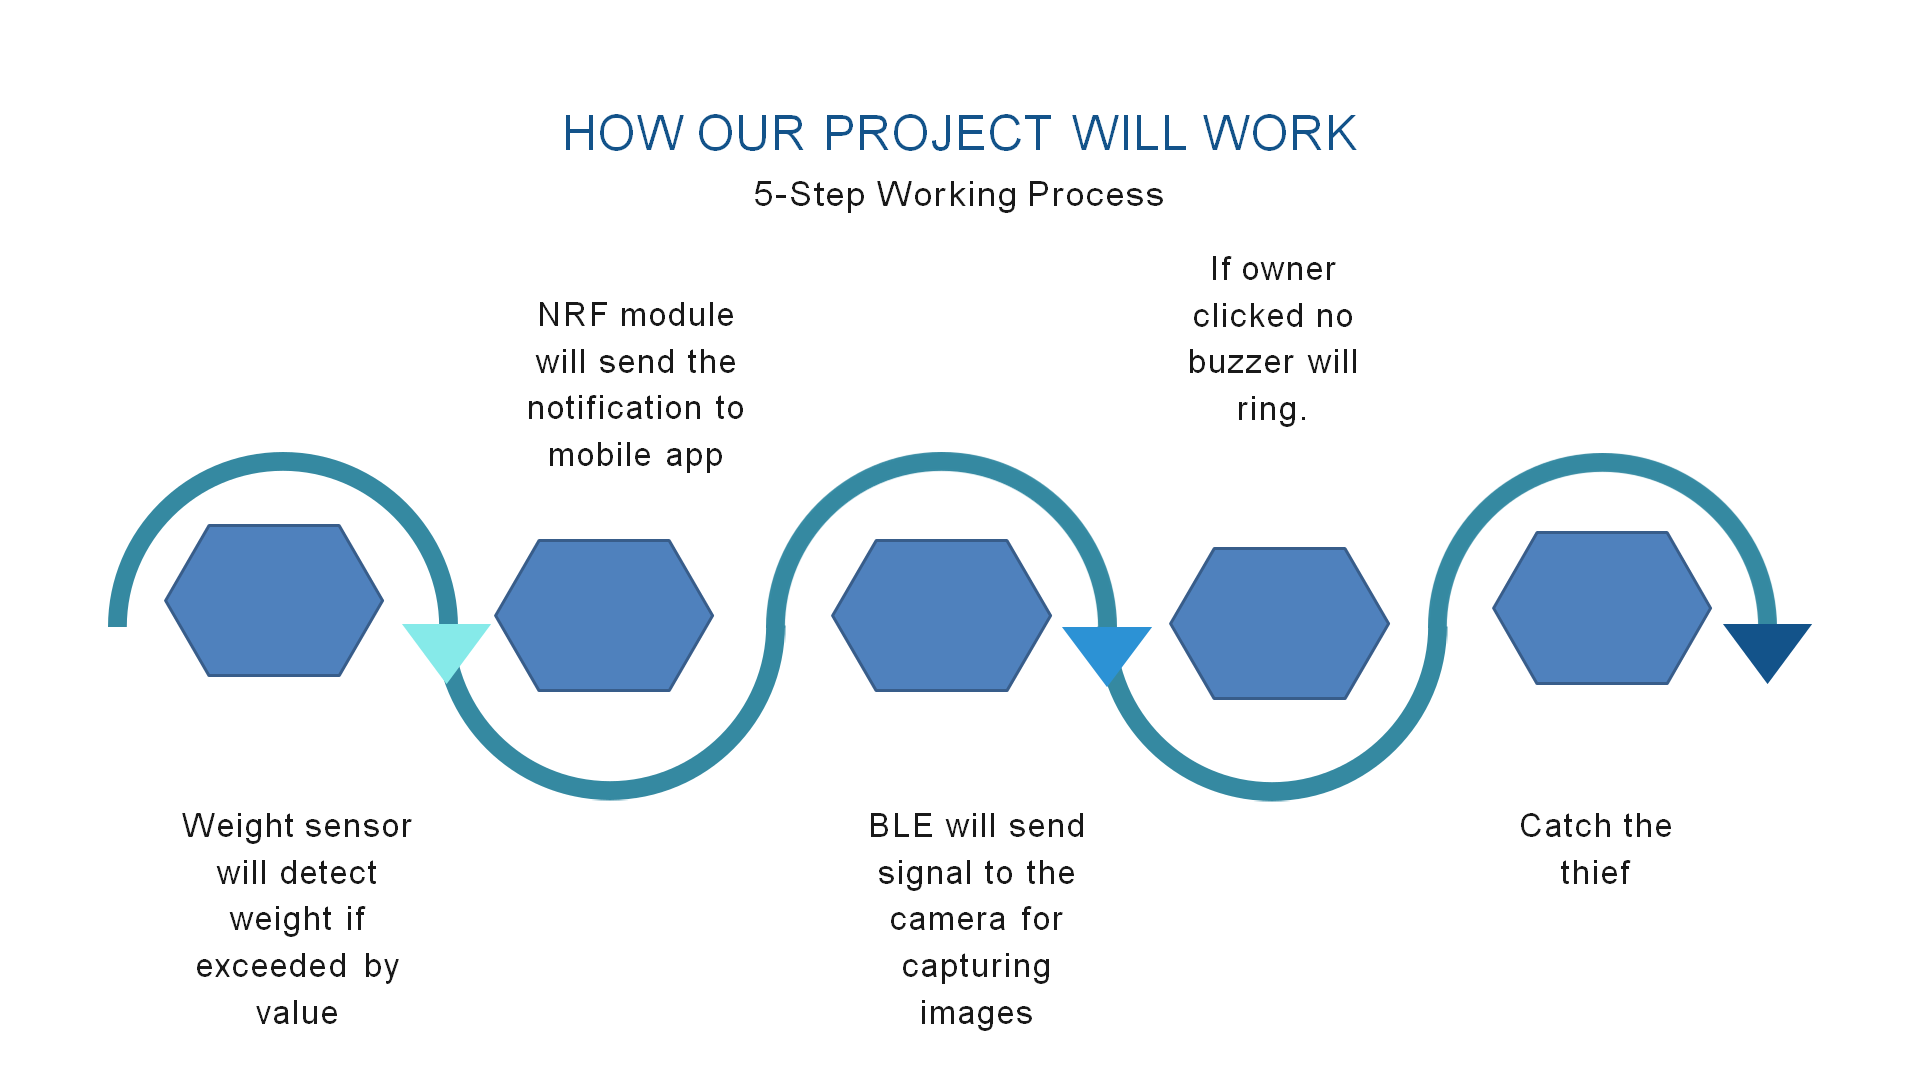 HOW OUR PROJECT WILL WORK
5-Step Working Process
Weight sensor
will detect
weight if
exceeded by
value
NRF module
will send the
notification to
mobile app
BLE will send
signal to the
camera for
capturing
images
If owner
clicked no
buzzer will
ring.
Catch the
thief